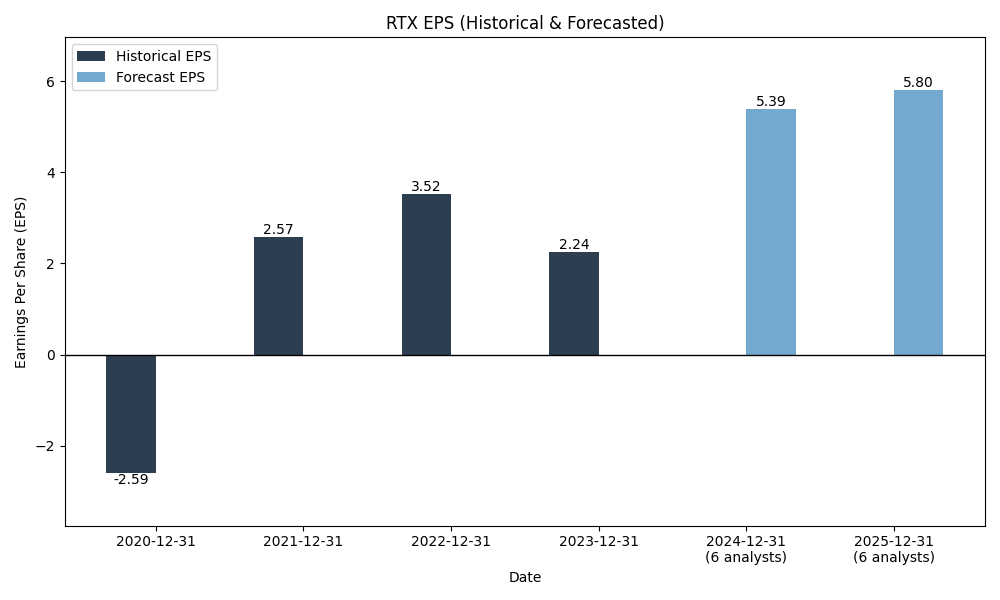 RTX EPS (Historical & Forecasted)
Historical EPS
Forecast EPS
Earnings Per Share (EPS)
6
4
2
0
−2
-2.59
2.57
3.52
2.24
5.39
5.80
2020-12-31
2021-12-31
2022-12-31
2023-12-31
2024-12-31
(6 analysts)
2025-12-31
(6 analysts)
Date